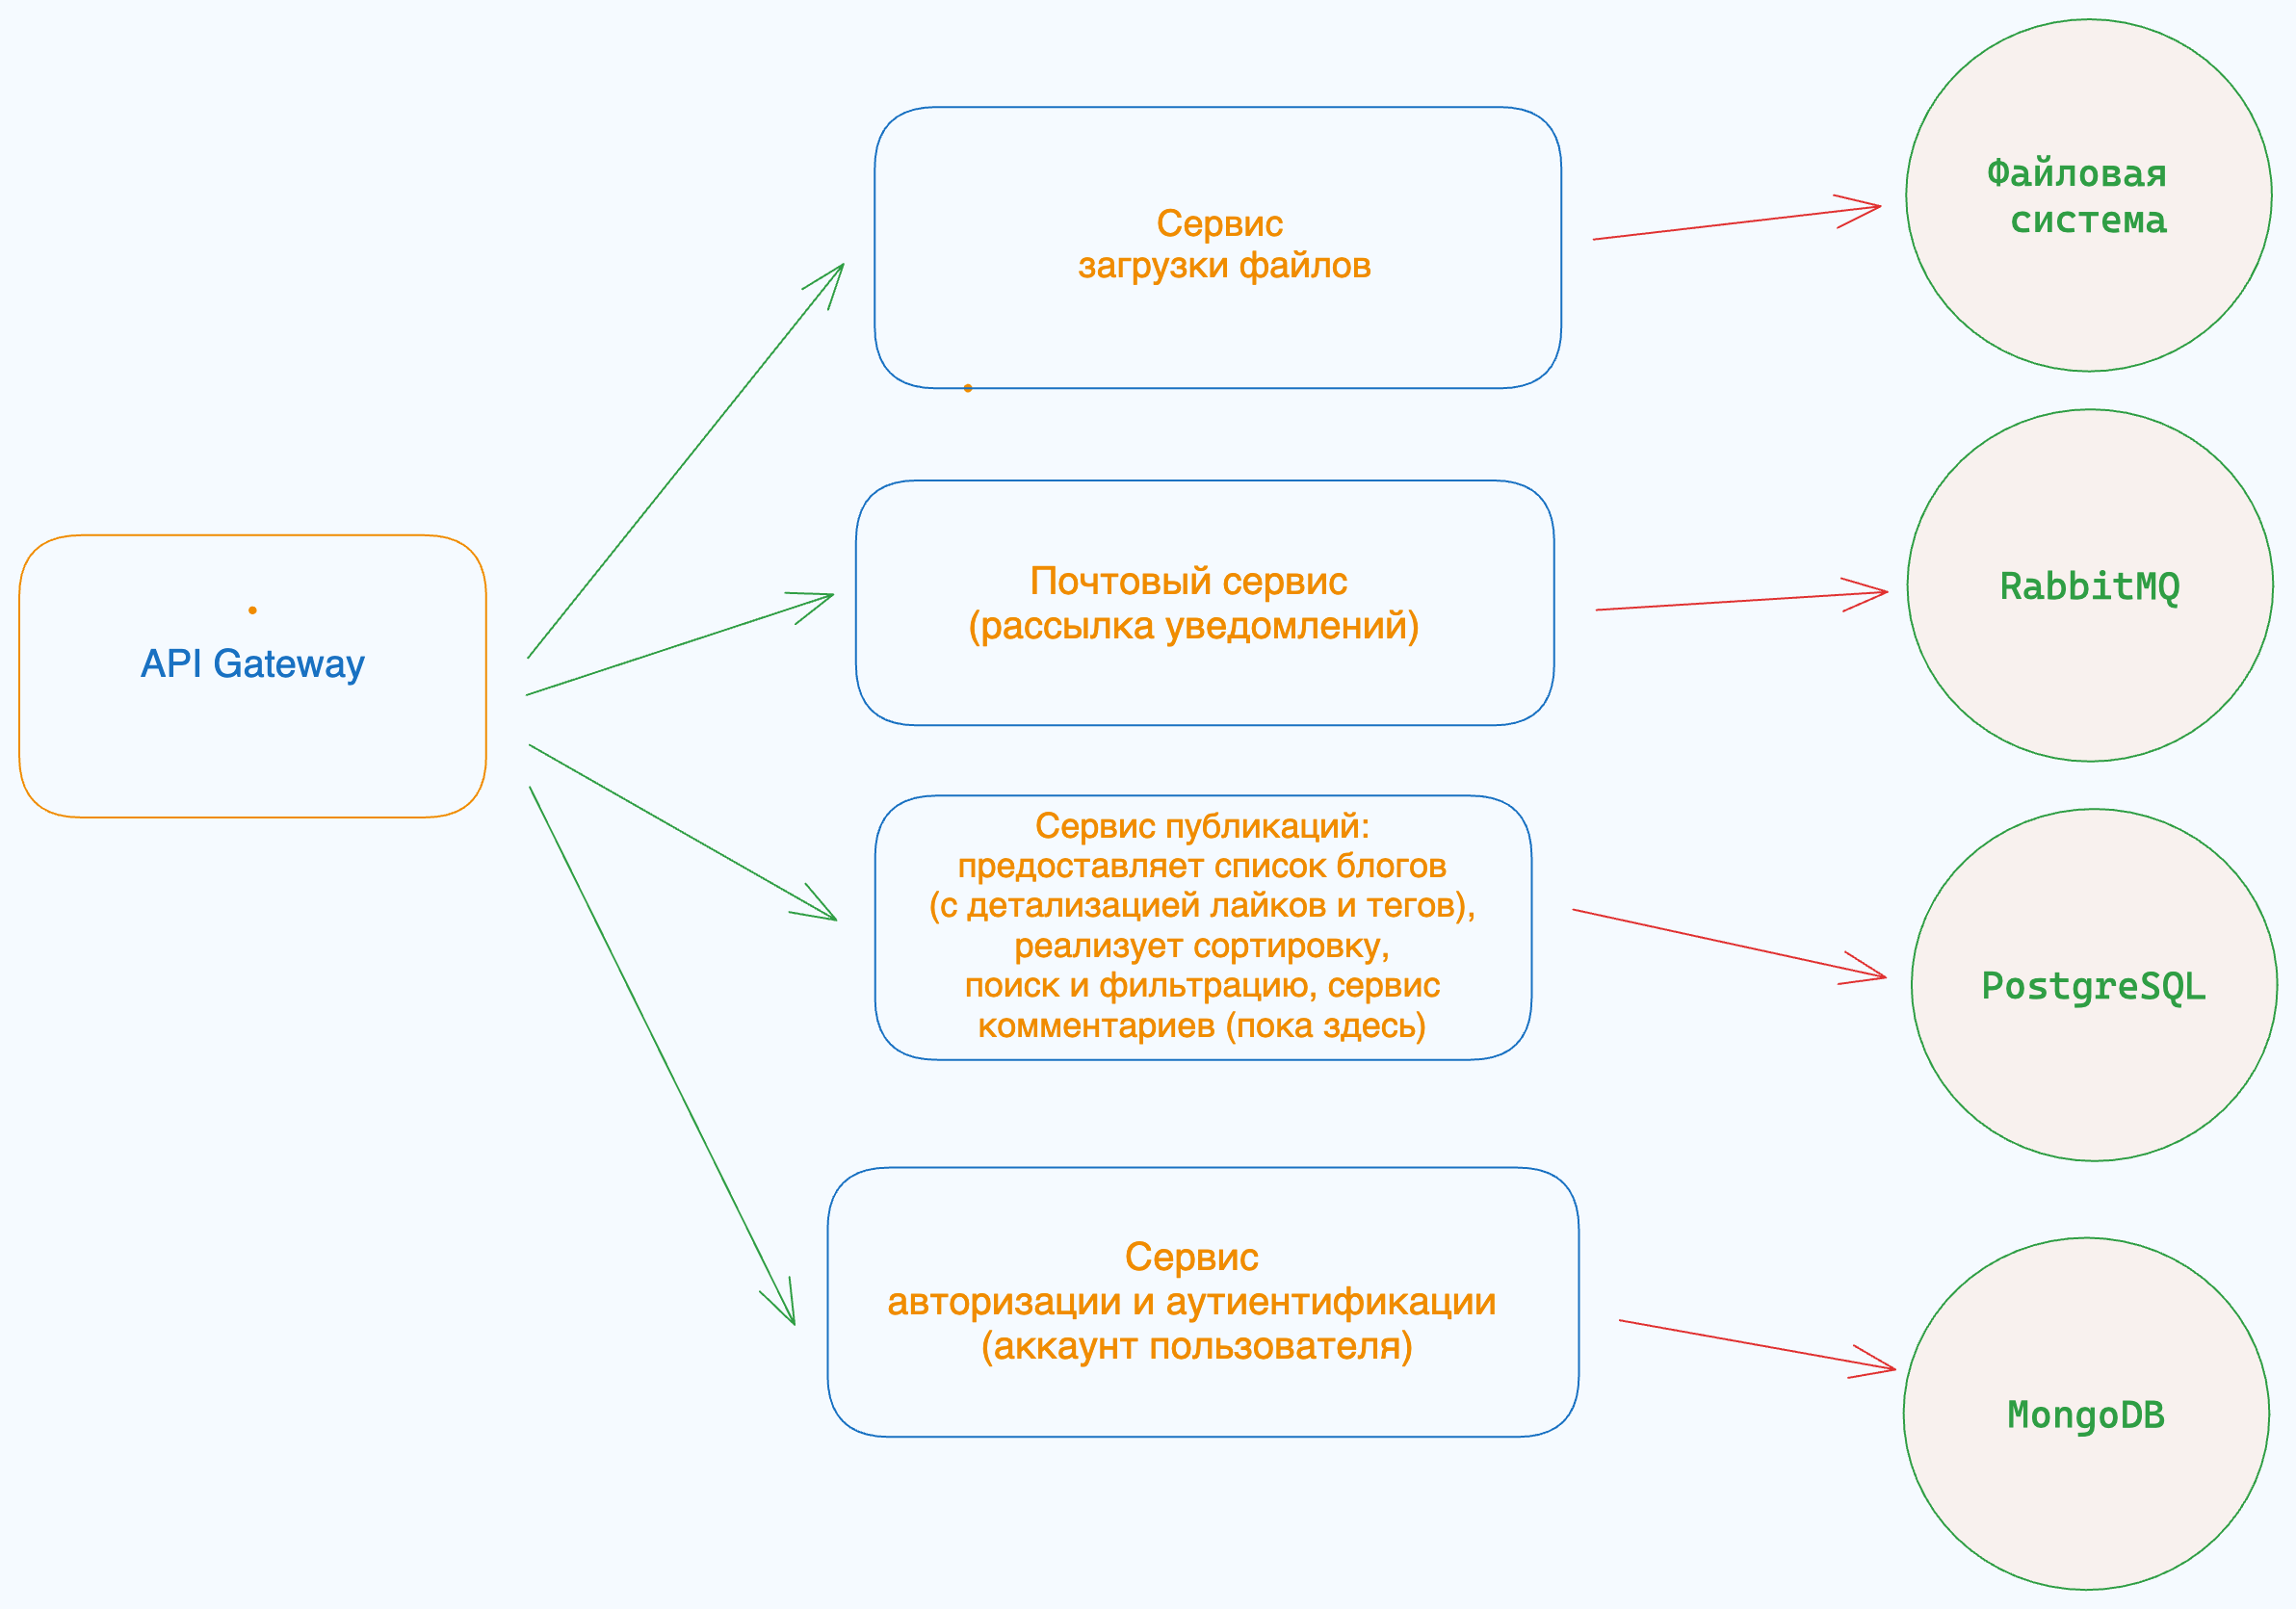 API Gateway
Сервис
загрузки файлов
Почтовый сервис
(рассылка уведомлений)
Сервис публикаций:
предоставляет список блогов
(с детализацией лайков и тегов),
реализует сортировку,
поиск и фильтрацию, сервис
комментариев (пока здесь)
Сервис
авторизации и аутиентификации
(аккаунт пользователя)
Файловая
система
RabbitMQ
PostgreSQL
MongoDB